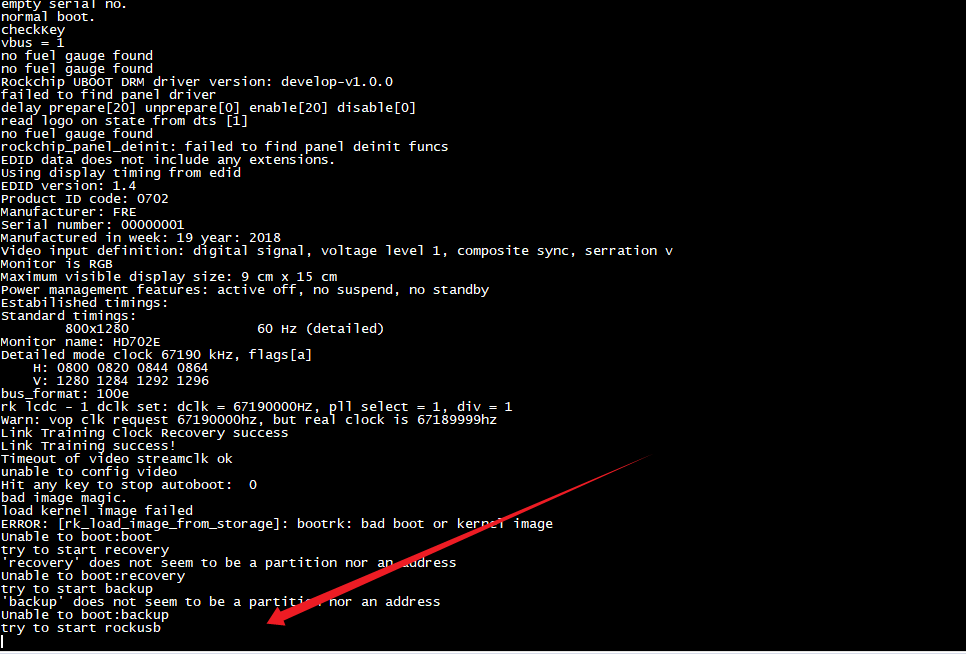 empty serial no.
normal boot.
checkKey
vbus = 1
no fuel gauge found
no fuel gauge found
Rockchip UBOOT DRM driver version: develop-v1.0.0
failed to find panel driver
delay prepare[20] unprepare[0] enable[20] disable[0]
read logo on state from dts [1]
no fuel gauge found
rockchip_panel_deinit: failed to find panel deinit funcs
EDID data does not include any extensions.
Using display timing from edid
EDID version: 1.4
Product ID code: 0702
Manufacturer: FRE
Serial number: 00000001
Manufactured in week: 19 year: 2018
Video input definition: digital signal, voltage level 1, composite sync, serration v
Monitor is RGB
Maximum visible display size: 9 cm x 15 cm
Power management features: active off, no suspend, no standby
Estabilished timings:
Standard timings:
        800x1280                60 Hz (detailed)
Monitor name: HD702E
Detailed mode clock 67190 kHz, flags[a]
    H: 0800 0820 0844 0864
    V: 1280 1284 1292 1296
bus_format: 100e
rk lcdc - 1 dclk set: dclk = 67190000HZ, pll select = 1, div = 1
Warn: vop clk request 67190000hz, but real clock is 67189999hz
Link Training Clock Recovery success
Link Training success!
Timeout of video streamclk ok
unable to config video
Hit any key to stop autoboot:  0
bad image magic.
load kernel image failed
ERROR: [rk_load_image_from_storage]: bootrk: bad boot or kernel image
Unable to boot:boot
try to start recovery
'recovery' does not seem to be a partition nor an address
Unable to boot:recovery
try to start backup
'backup' does not seem to be a partition nor an address
Unable to boot:backup
try to start rockusb